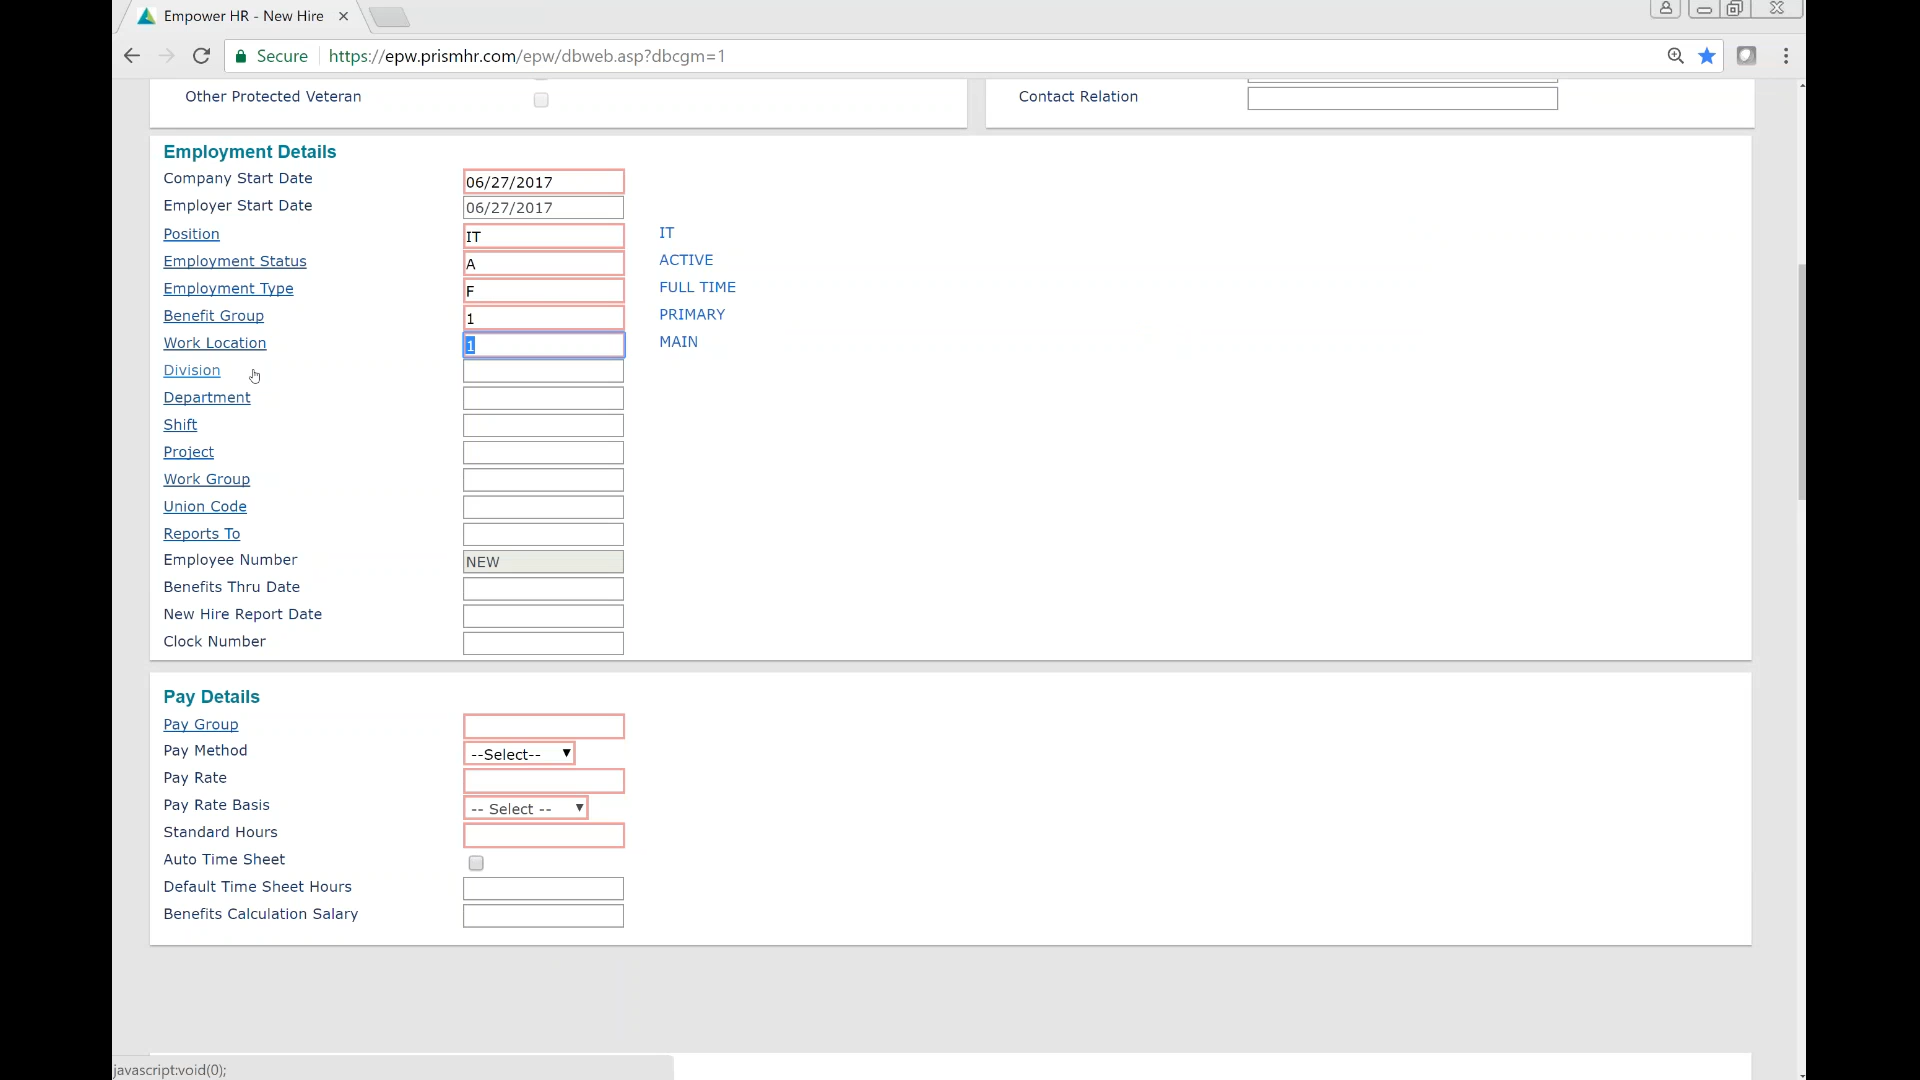 Empower HR - New Hire
Secure https://epw.prismhr.com/epw/dbweb.asp?dbcgm=1
Other Protected Veteran
Contact Relation
Employment Details
Company Start Date 06/27/2017
Employer Start Date 06/27/2017
Position IT IT
Employment Status A ACTIVE
Employment Type F FULL TIME
Benefit Group 1 PRIMARY
Work Location 1 MAIN
Division
Department
Shift
Project
Work Group
Union Code
Reports To
Employee Number NEW
Benefits Thru Date
New Hire Report Date
Clock Number
Pay Details
Pay Group
Pay Method --Select--
Pay Rate
Pay Rate Basis -- Select --
Standard Hours
Auto Time Sheet
Default Time Sheet Hours
Benefits Calculation Salary
javascript:void(0);